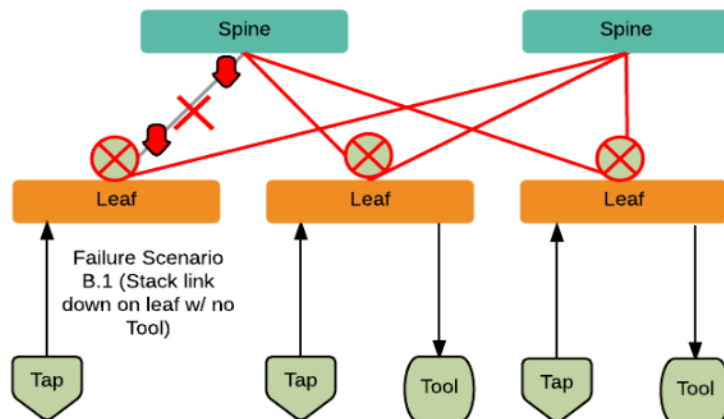 Spine
Spine
Leaf
Leaf
Leaf
Failure Scenario
B.1 (Stack link
down on leaf w/ no
Tool)
Tap
Tap
Tool
Tap
Tool